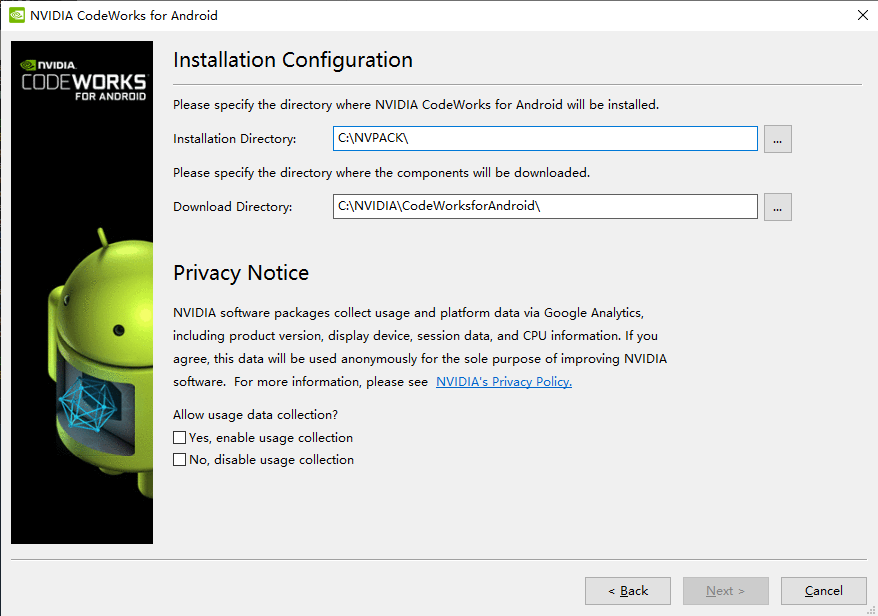 NVIDIA CodeWorks for Android
NVIDIA
CODEWORKS
FOR ANDROID
Installation Configuration
Please specify the directory where NVIDIA CodeWorks for Android will be installed.
Installation Directory: C:\NVPACK\ ...
Please specify the directory where the components will be downloaded.
Download Directory: C:\NVIDIA\CodeWorksforAndroid\ ...
Privacy Notice
NVIDIA software packages collect usage and platform data via Google Analytics,
including product version, display device, session data, and CPU information. If you
agree, this data will be used anonymously for the sole purpose of improving NVIDIA
software. For more information, please see NVIDIA's Privacy Policy.
Allow usage data collection?
Yes, enable usage collection
No, disable usage collection
< Back Next > Cancel